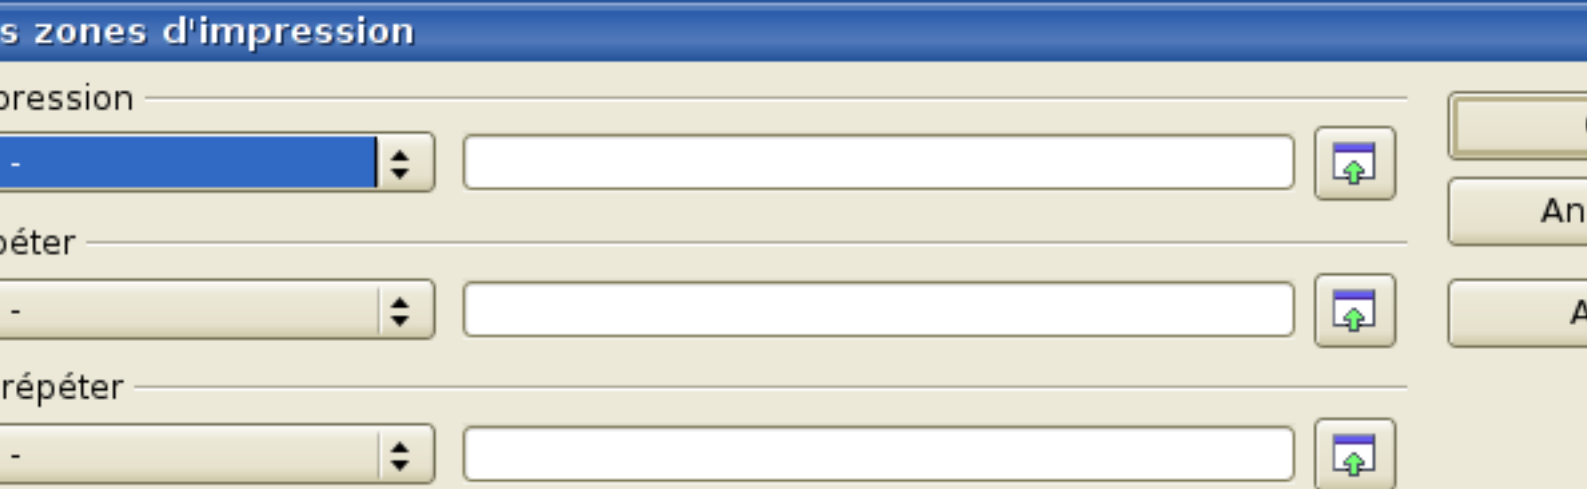 s zones d'impression
pression
-
An
péter
-
A
répéter
-